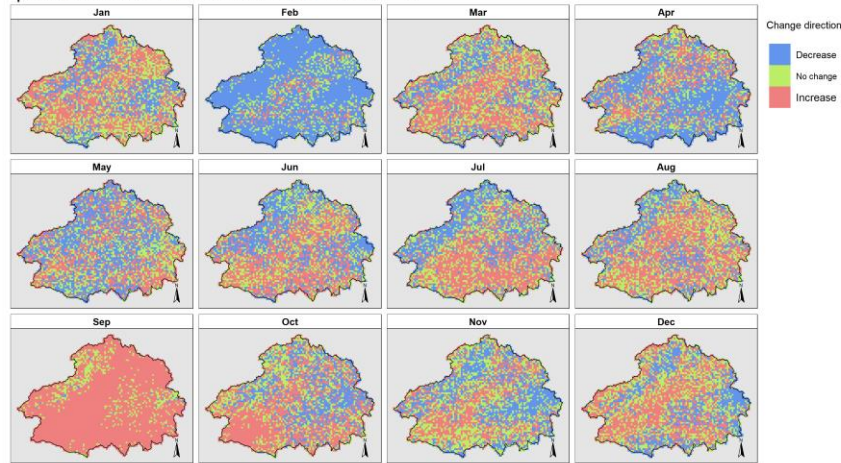 Jan
Feb
Mar
Apr
Change direction
Decrease
No change
Increase
N
N
N
N
May
Jun
Jul
Aug
N
N
N
N
Sep
Oct
Nov
Dec
N
N
N
N